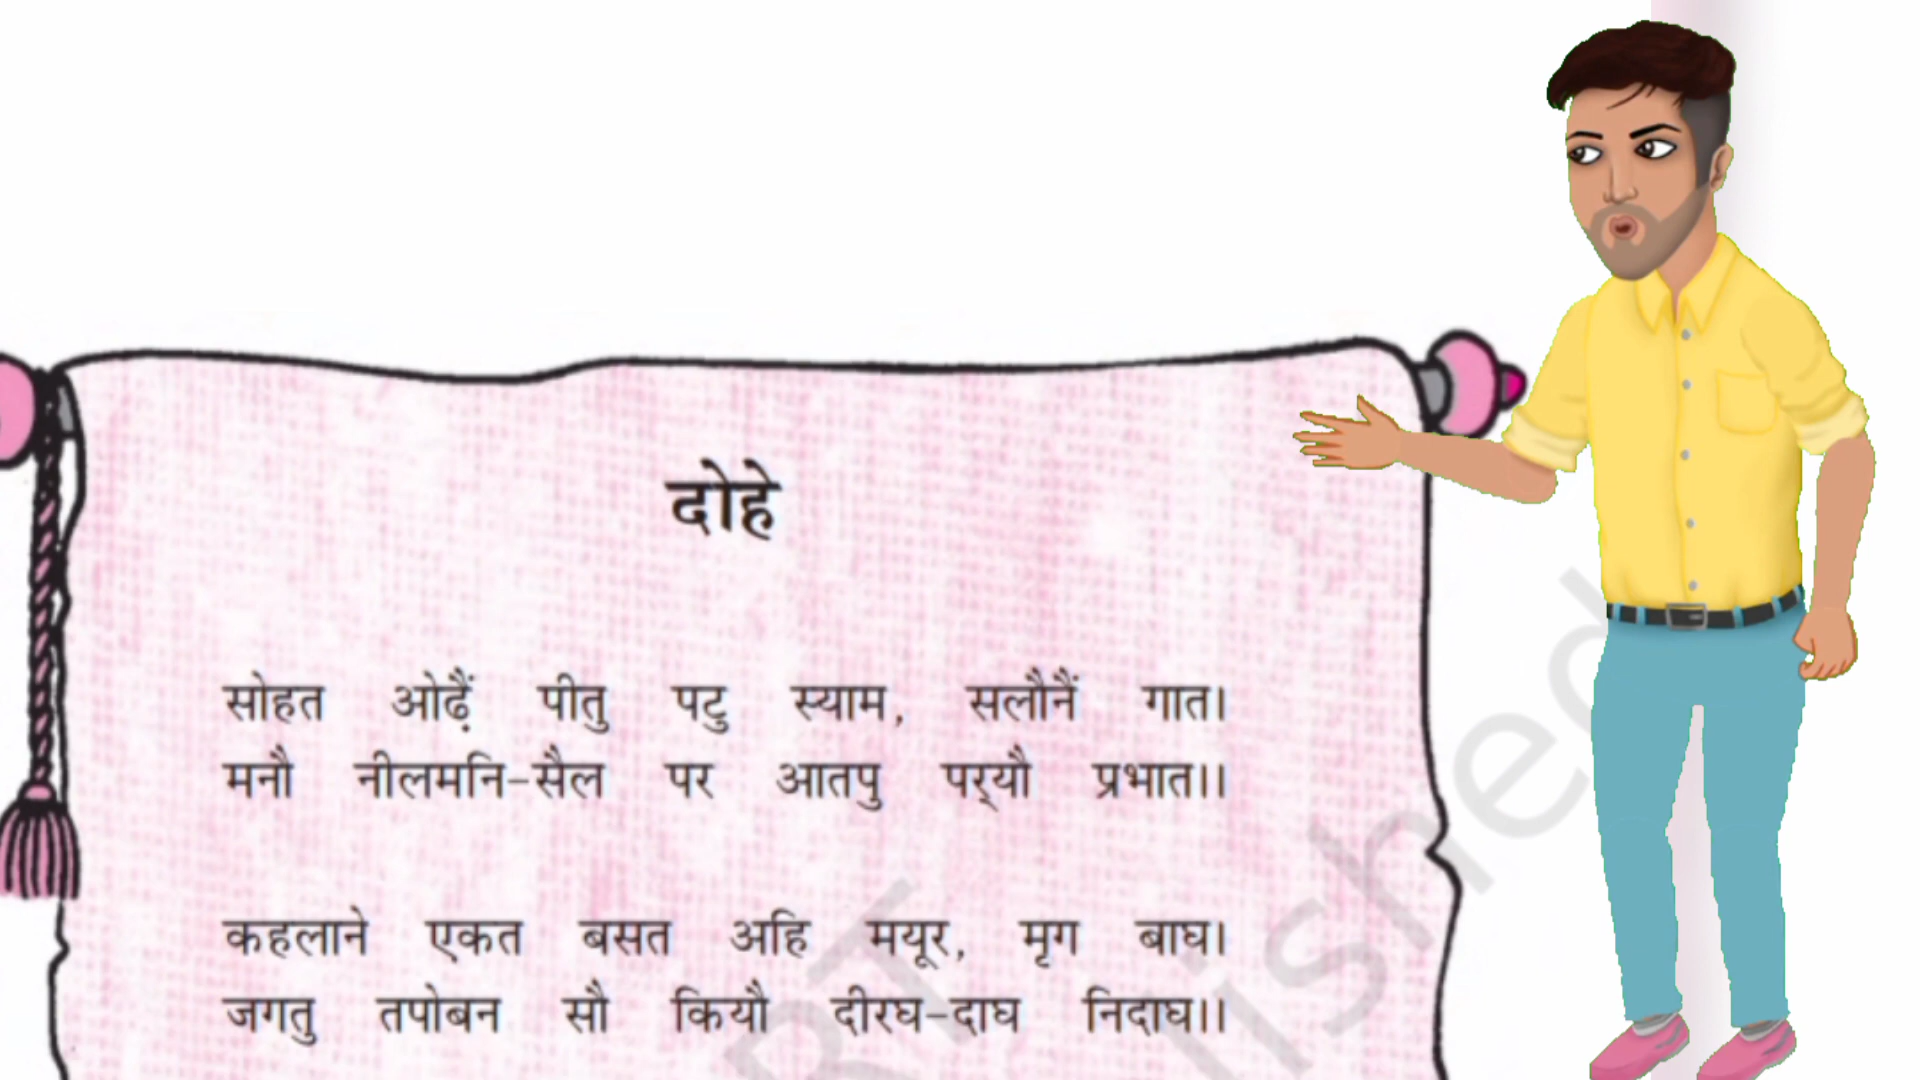 दोहे
सोहत ओढ़ैं पीतु पटु स्याम, सलौनैं गात।
मनौ नीलमनि-सैल पर आतपु पर्‌यौ प्रभात।।
कहलाने एकत बसत अहि मयूर, मृग बाघ।
जगतु तपोबन सौ कियौ दीरघ-दाघ निदाघ।।